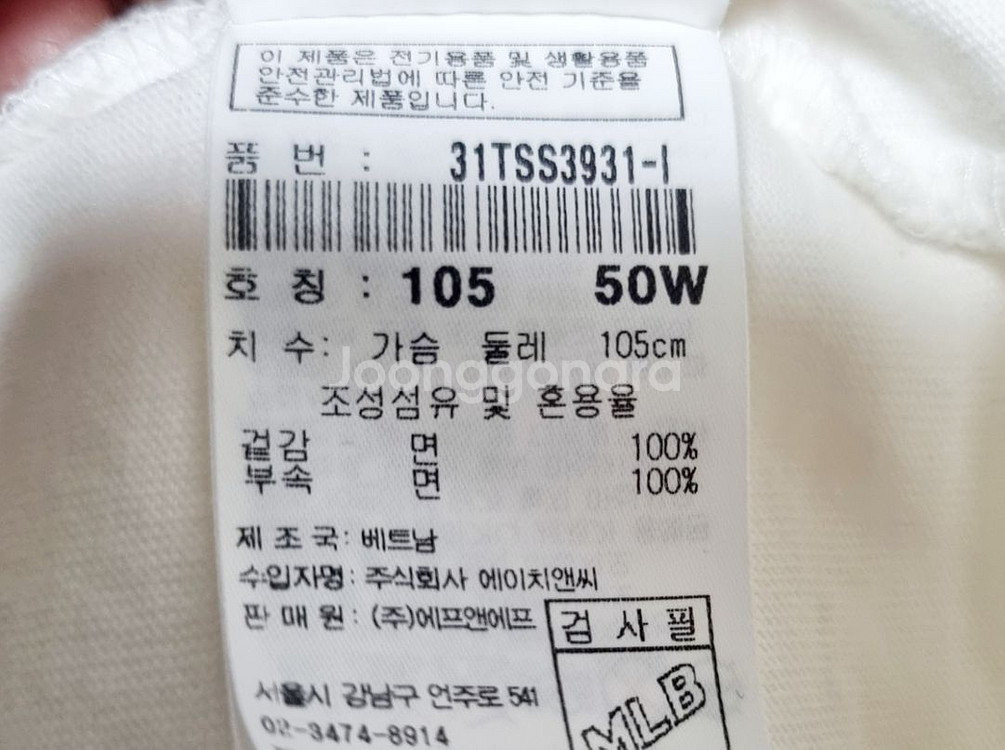 이 제품은 전기용품 및 생활용품
안전관리법에 따른 안전 기준을
준수한 제품입니다.
품 번 : 31TSS3931-I
호 칭 : 105 50W
치 수: 가슴 둘레 105cm
Joonggonara
조성섬유 및 혼용율
겉감 면 100%
부속 면 100%
제 조 국: 베트남
수입자명: 주식회사 에이치앤씨
판 매 원: (주)에프앤에프
검 사 필
MLB
서울시 강남구 언주로 541
02-3474-8914